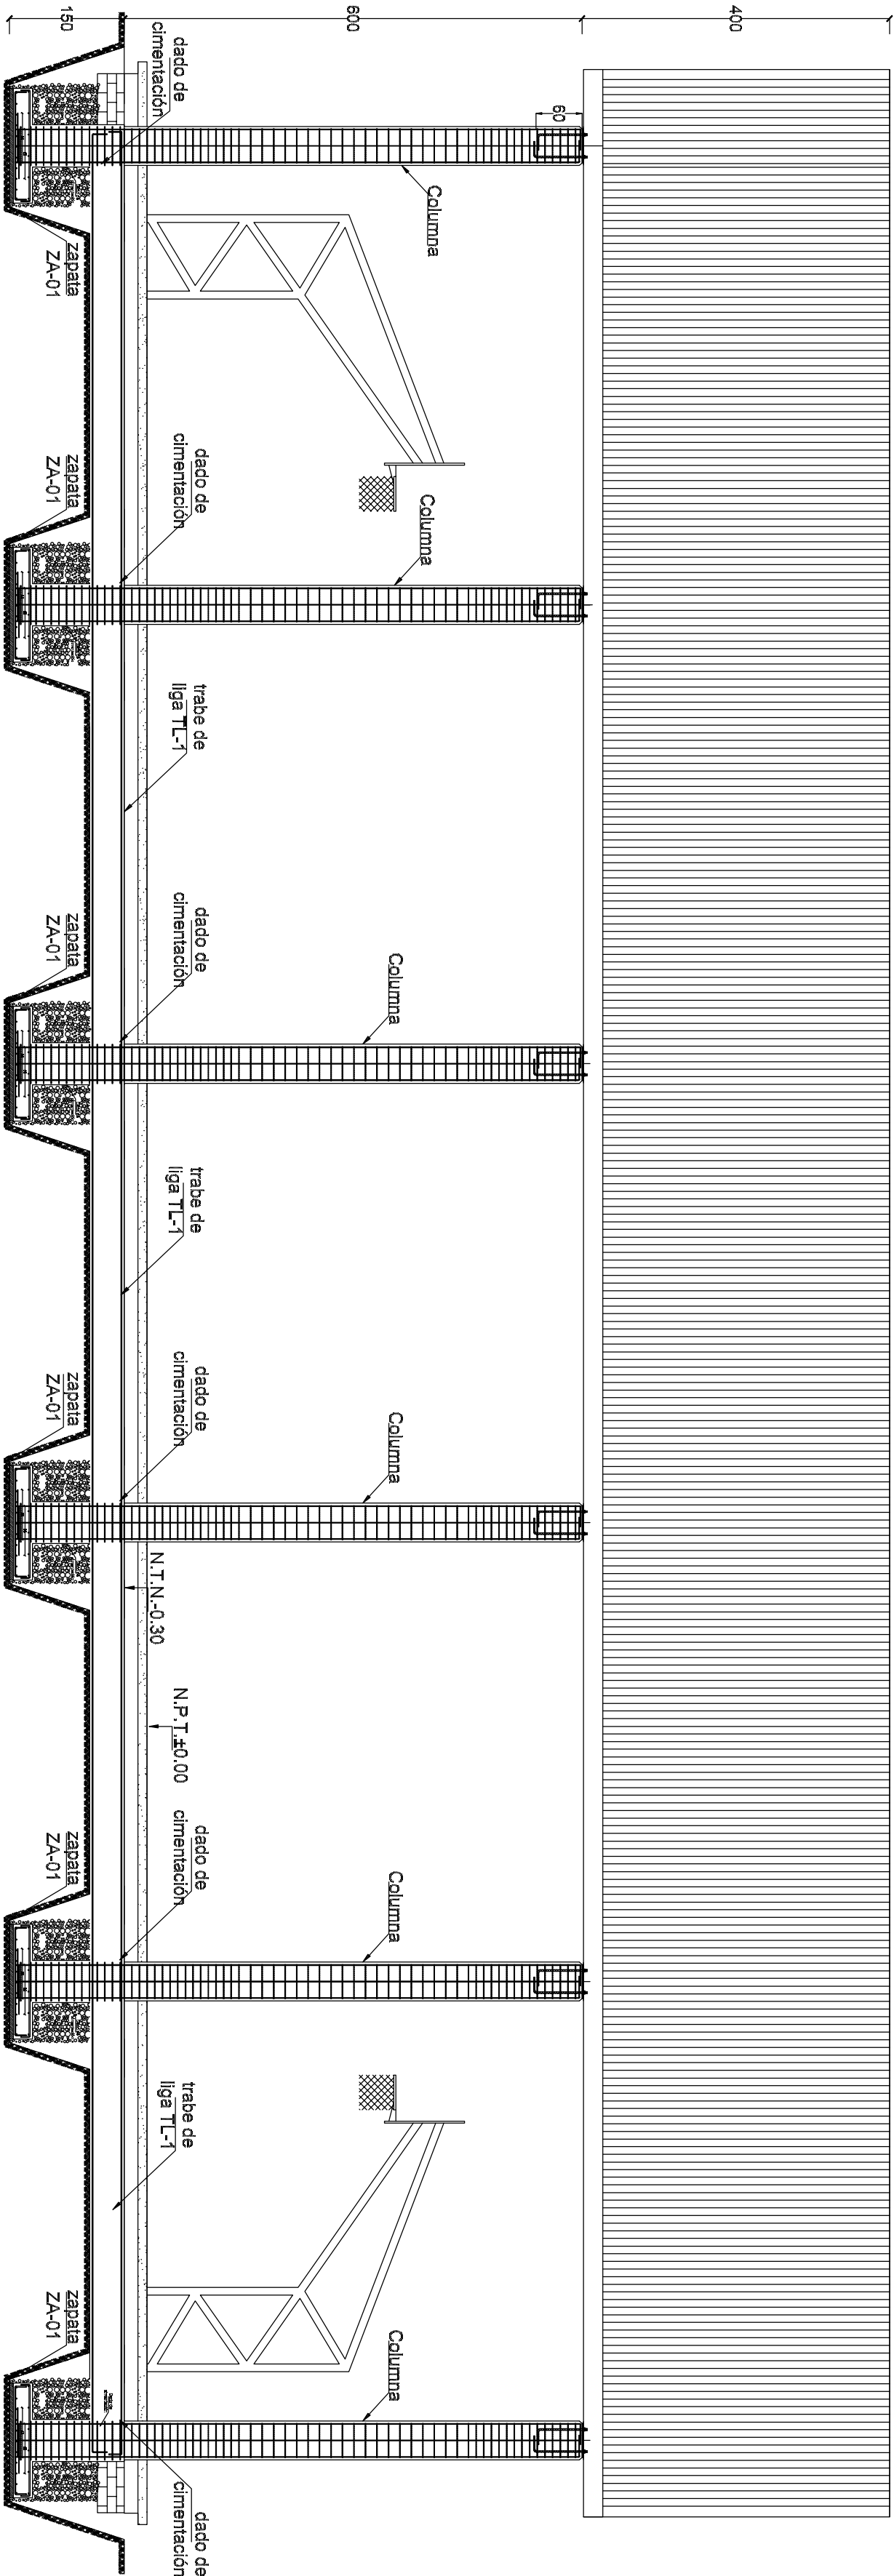 400
600
150
60
Columna
Columna
Columna
Columna
Columna
Columna
dado de
cimentación
dado de
cimentación
trabe de
liga TL-1
dado de
cimentación
trabe de
liga TL-1
dado de
cimentación
N.T.N.-0.30
N.P.T.±0.00
dado de
cimentación
trabe de
liga TL-1
dado de
cimentación
zapata
ZA-01
zapata
ZA-01
zapata
ZA-01
zapata
ZA-01
zapata
ZA-01
zapata
ZA-01